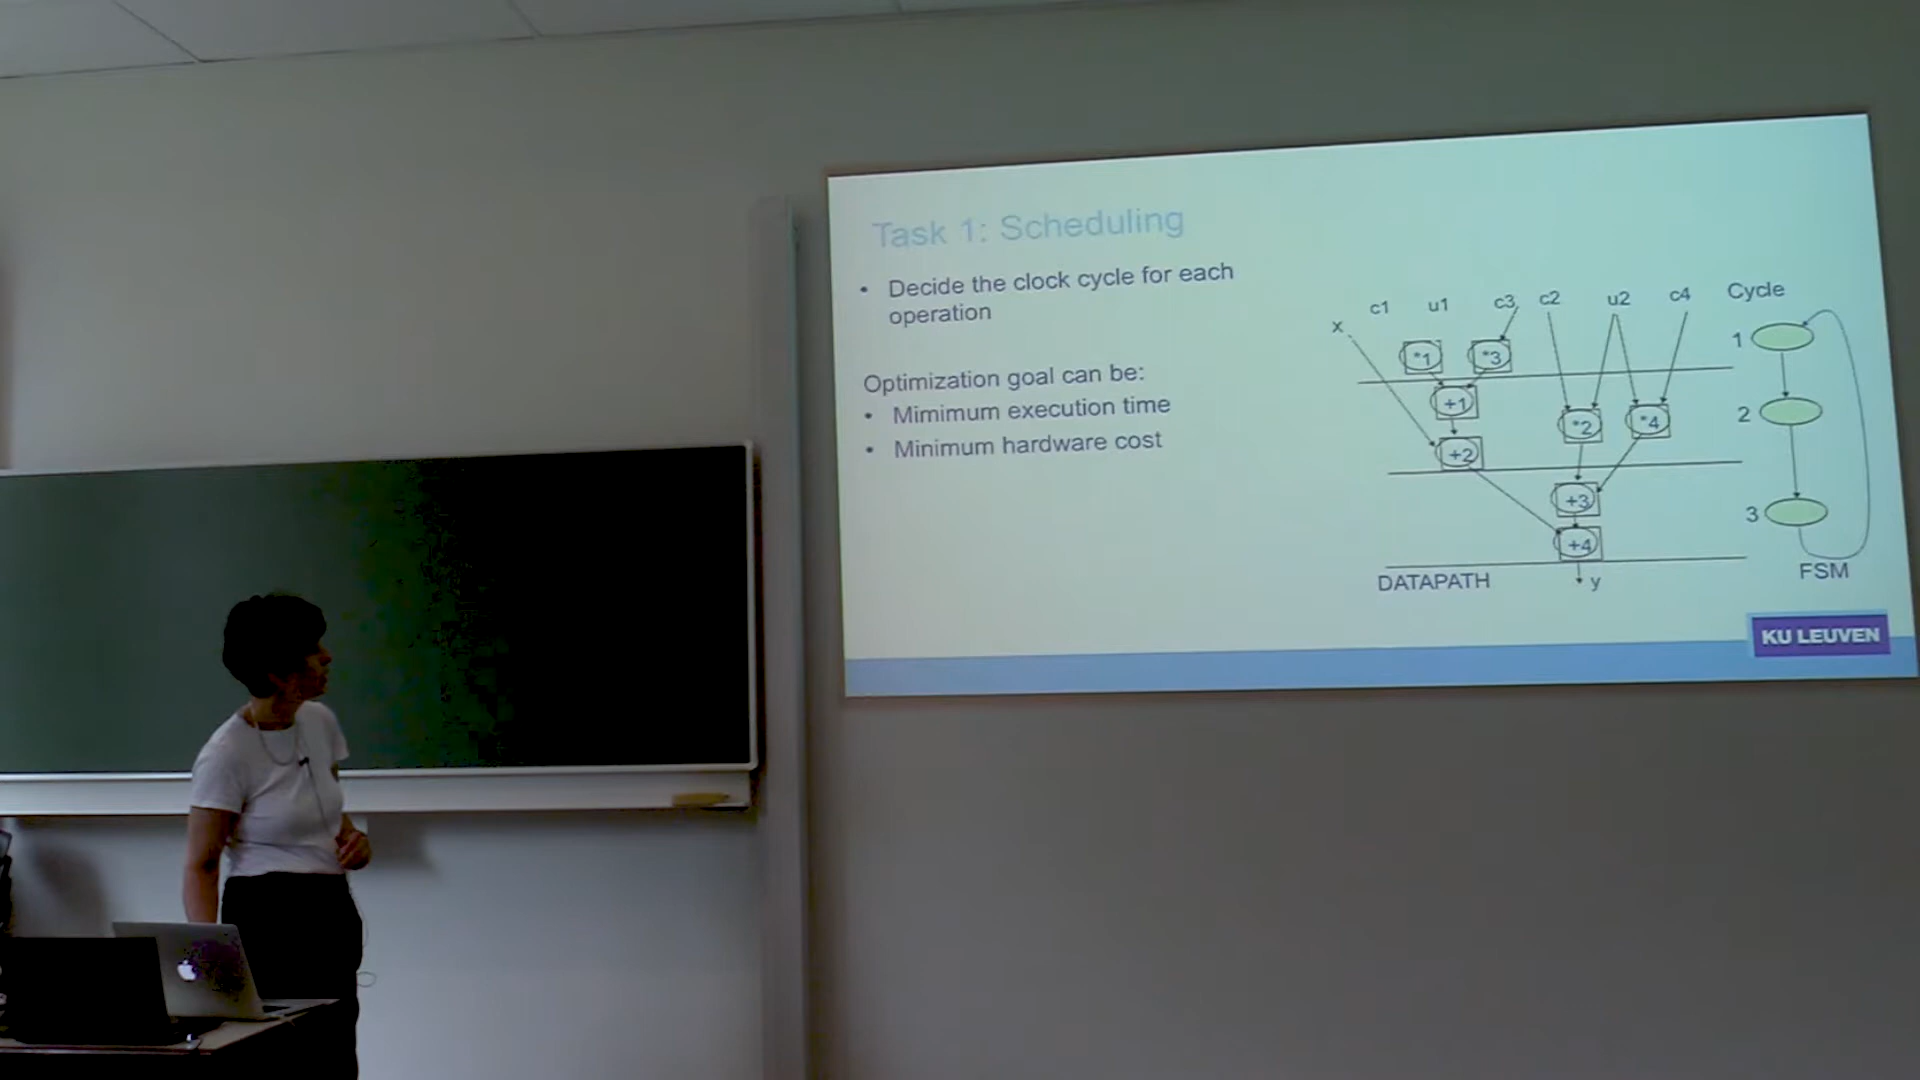 Task 1: Scheduling
• Decide the clock cycle for each
operation
Optimization goal can be:
• Mimimum execution time
• Minimum hardware cost
x c1 u1 c3 c2 u2 c4 Cycle
*1 *3 1
+1
*2 *4 2
+2
+3 3
+4
DATAPATH y FSM
KU LEUVEN